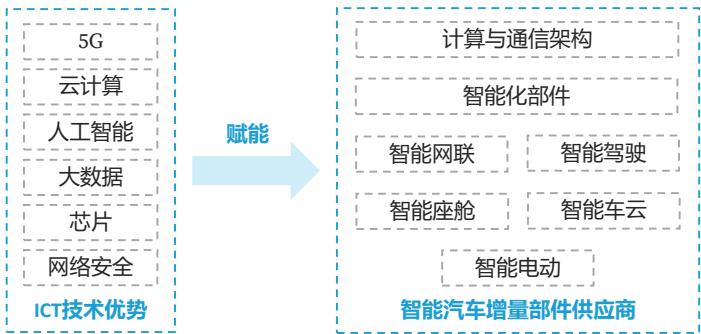 5G
云计算
人工智能
大数据
芯片
网络安全
ICT技术优势
赋能
计算与通信架构
智能化部件
智能网联
智能驾驶
智能座舱
智能车云
智能电动
智能汽车增量部件供应商